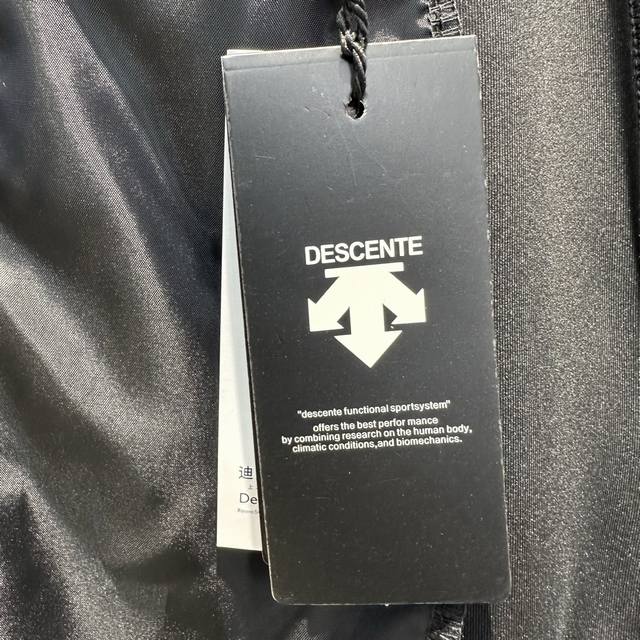 DESCENTE
"descente functional sportsystem"
offers the best perfor mance
by combining research on the human body,
climatic conditions,and biomechanics.
迪
De